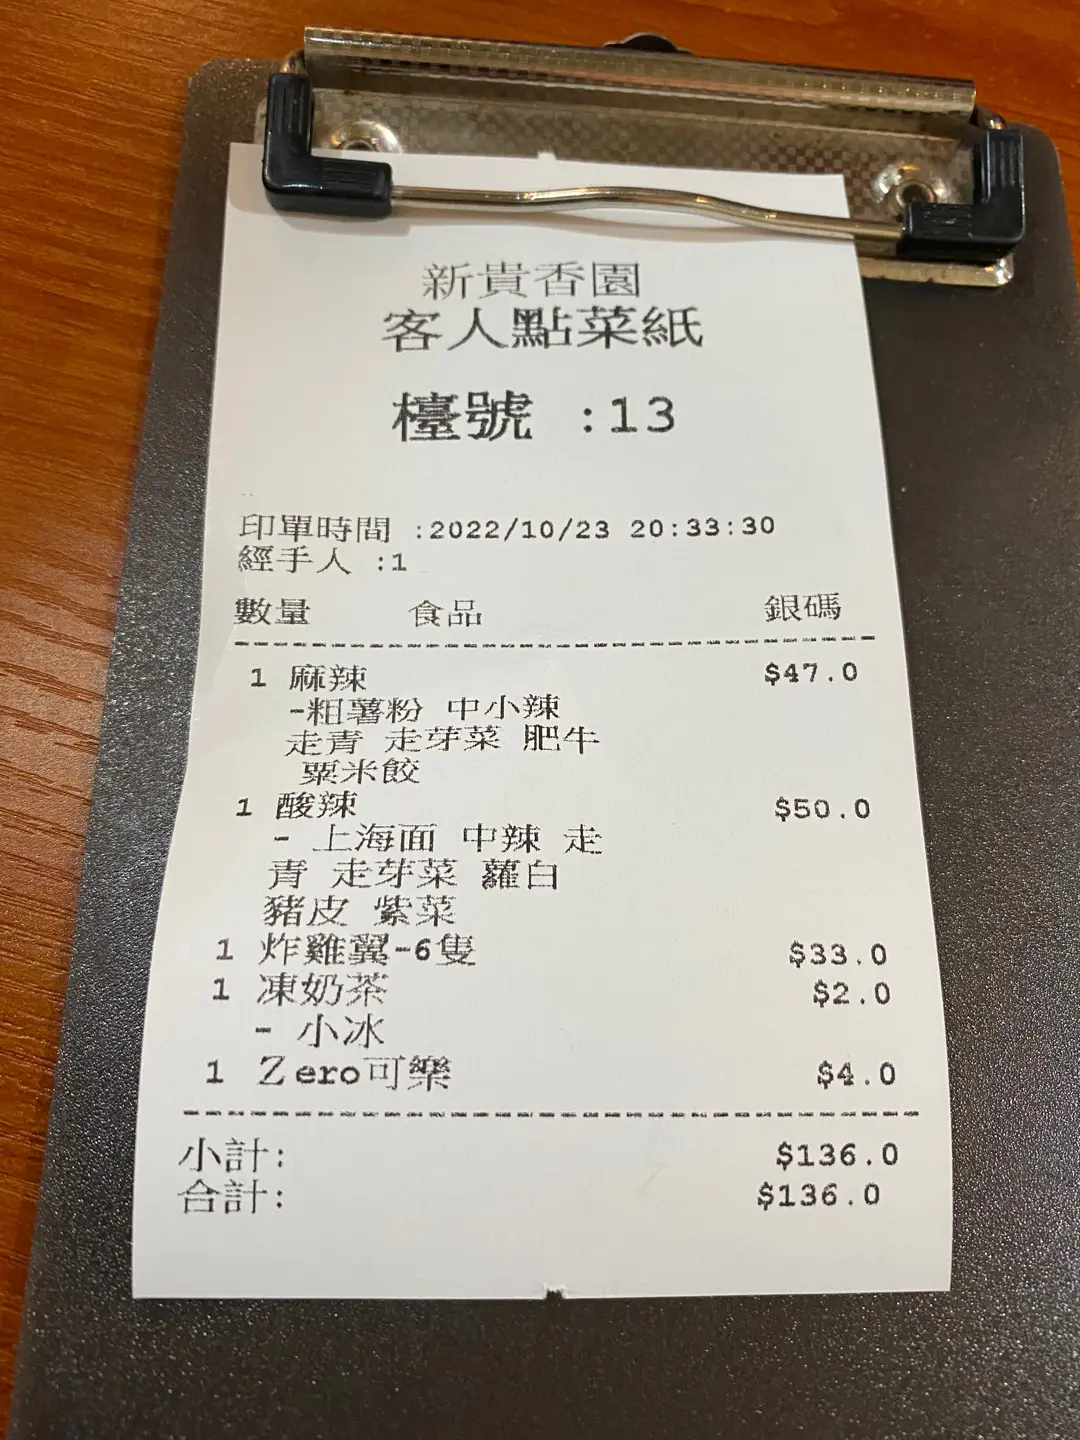 新貴香園
客人點菜紙
檯號 :13
印單時間 :2022/10/23 20:33:30
經手人 :1
數量 食品 銀碼
1 麻辣 $47.0
-粗薯粉 中小辣
走青 走芽菜 肥牛
粟米餃
1 酸辣 $50.0
- 上海面 中辣 走
青 走芽菜 蘿白
豬皮 紫菜
1 炸雞翼-6隻 $33.0
1 凍奶茶 $2.0
- 小冰
1 Zero可樂 $4.0
小計: $136.0
合計: $136.0